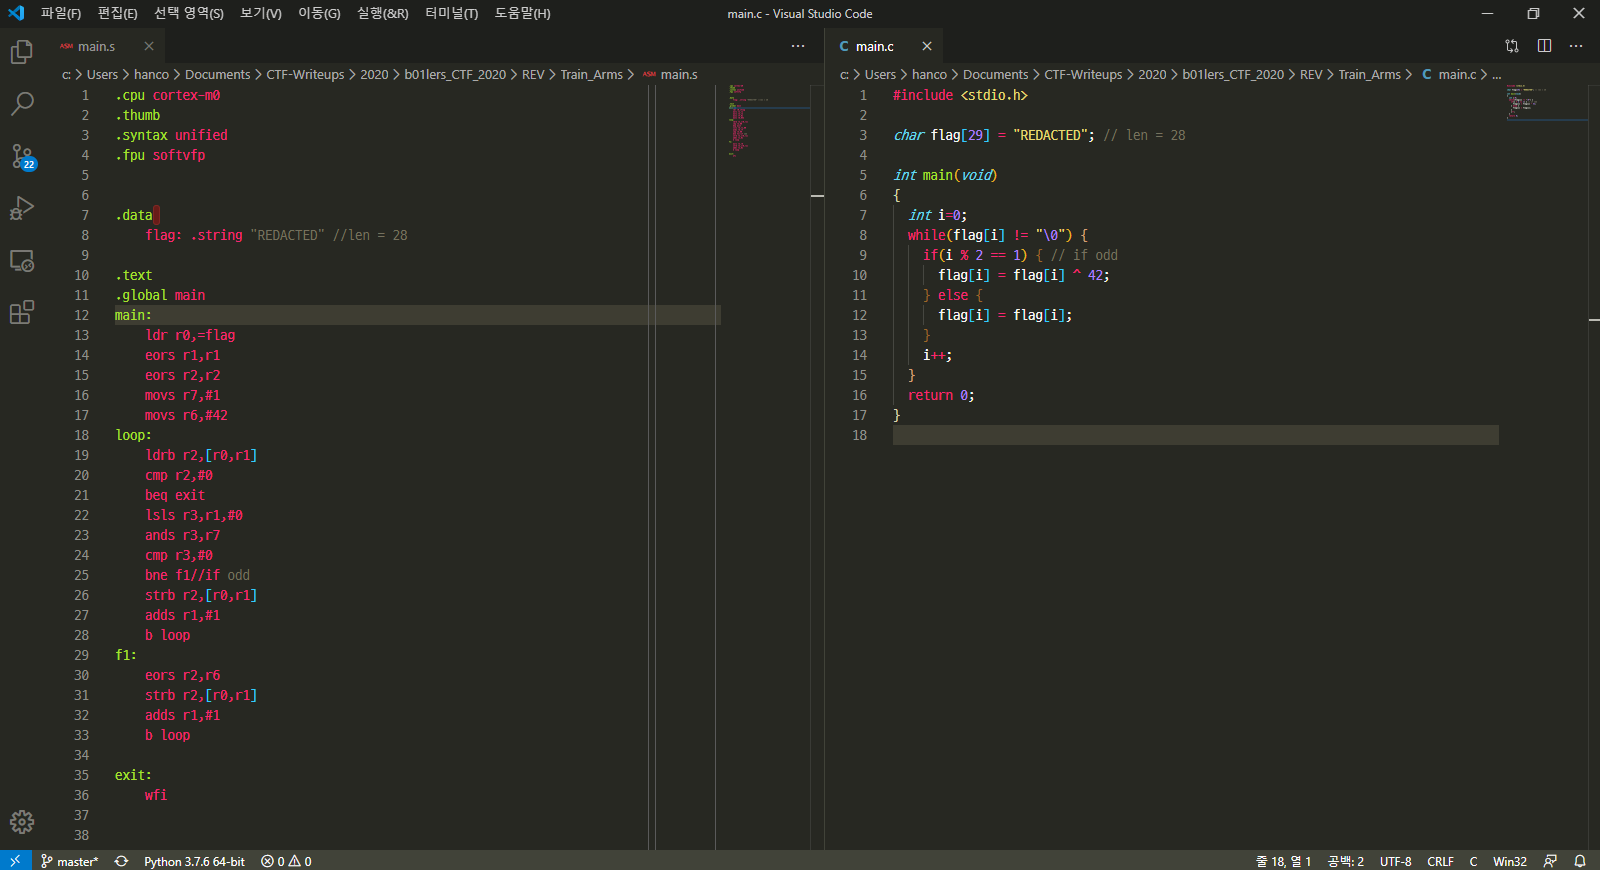 파일(F) 편집(E) 선택 영역(S) 보기(V) 이동(G) 실행(&R) 터미널(T) 도움말(H)
main.c - Visual Studio Code
ASM main.s
C main.c
c: > Users > hanco > Documents > CTF-Writeups > 2020 > b01lers_CTF_2020 > REV > Train_Arms > ASM main.s
1 .cpu cortex-m0
2 .thumb
3 .syntax unified
4 .fpu softvfp
5
6
7 .data
8 flag: .string "REDACTED" //len = 28
9
10 .text
11 .global main
12 main:
13 ldr r0,=flag
14 eors r1,r1
15 eors r2,r2
16 movs r7,#1
17 movs r6,#42
18 loop:
19 ldrb r2,[r0,r1]
20 cmp r2,#0
21 beq exit
22 lsls r3,r1,#0
23 ands r3,r7
24 cmp r3,#0
25 bne f1//if odd
26 strb r2,[r0,r1]
27 adds r1,#1
28 b loop
29 f1:
30 eors r2,r6
31 strb r2,[r0,r1]
32 adds r1,#1
33 b loop
34
35 exit:
36 wfi
37
38
c: > Users > hanco > Documents > CTF-Writeups > 2020 > b01lers_CTF_2020 > REV > Train_Arms > C main.c > ...
1 #include <stdio.h>
2
3 char flag[29] = "REDACTED"; // len = 28
4
5 int main(void)
6 {
7 int i=0;
8 while(flag[i] != "\0") {
9 if(i % 2 == 1) { // if odd
10 flag[i] = flag[i] ^ 42;
11 } else {
12 flag[i] = flag[i];
13 }
14 i++;
15 }
16 return 0;
17 }
18
22
master* Python 3.7.6 64-bit 0 0
줄 18, 열 1 공백: 2 UTF-8 CRLF C Win32